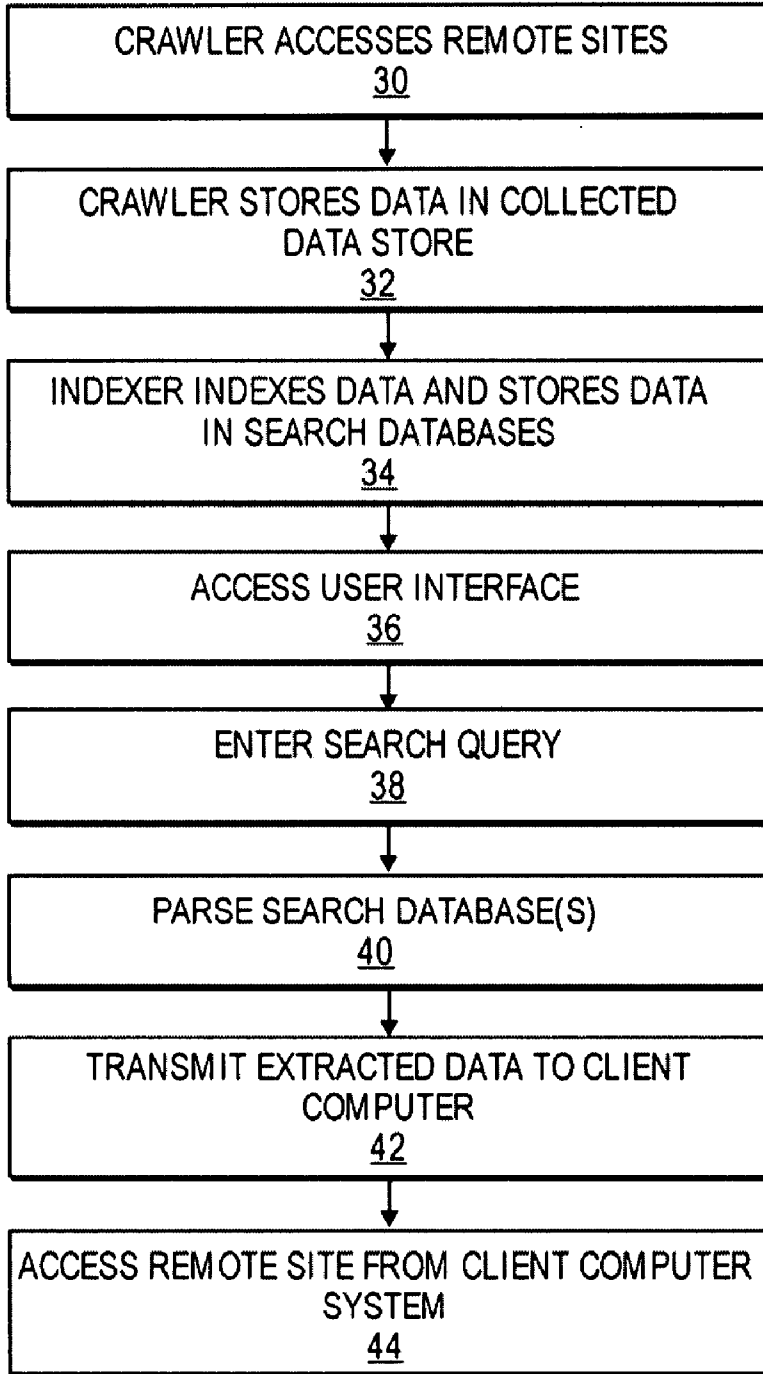 CRAWLER ACCESSES REMOTE SITES
30
CRAWLER STORES DATA IN COLLECTED
DATA STORE
32
INDEXER INDEXES DATA AND STORES DATA
IN SEARCH DATABASES
34
ACCESS USER INTERFACE
36
ENTER SEARCH QUERY
38
PARSE SEARCH DATABASE(S)
40
TRANSMIT EXTRACTED DATA TO CLIENT
COMPUTER
42
ACCESS REMOTE SITE FROM CLIENT COMPUTER
SYSTEM
44